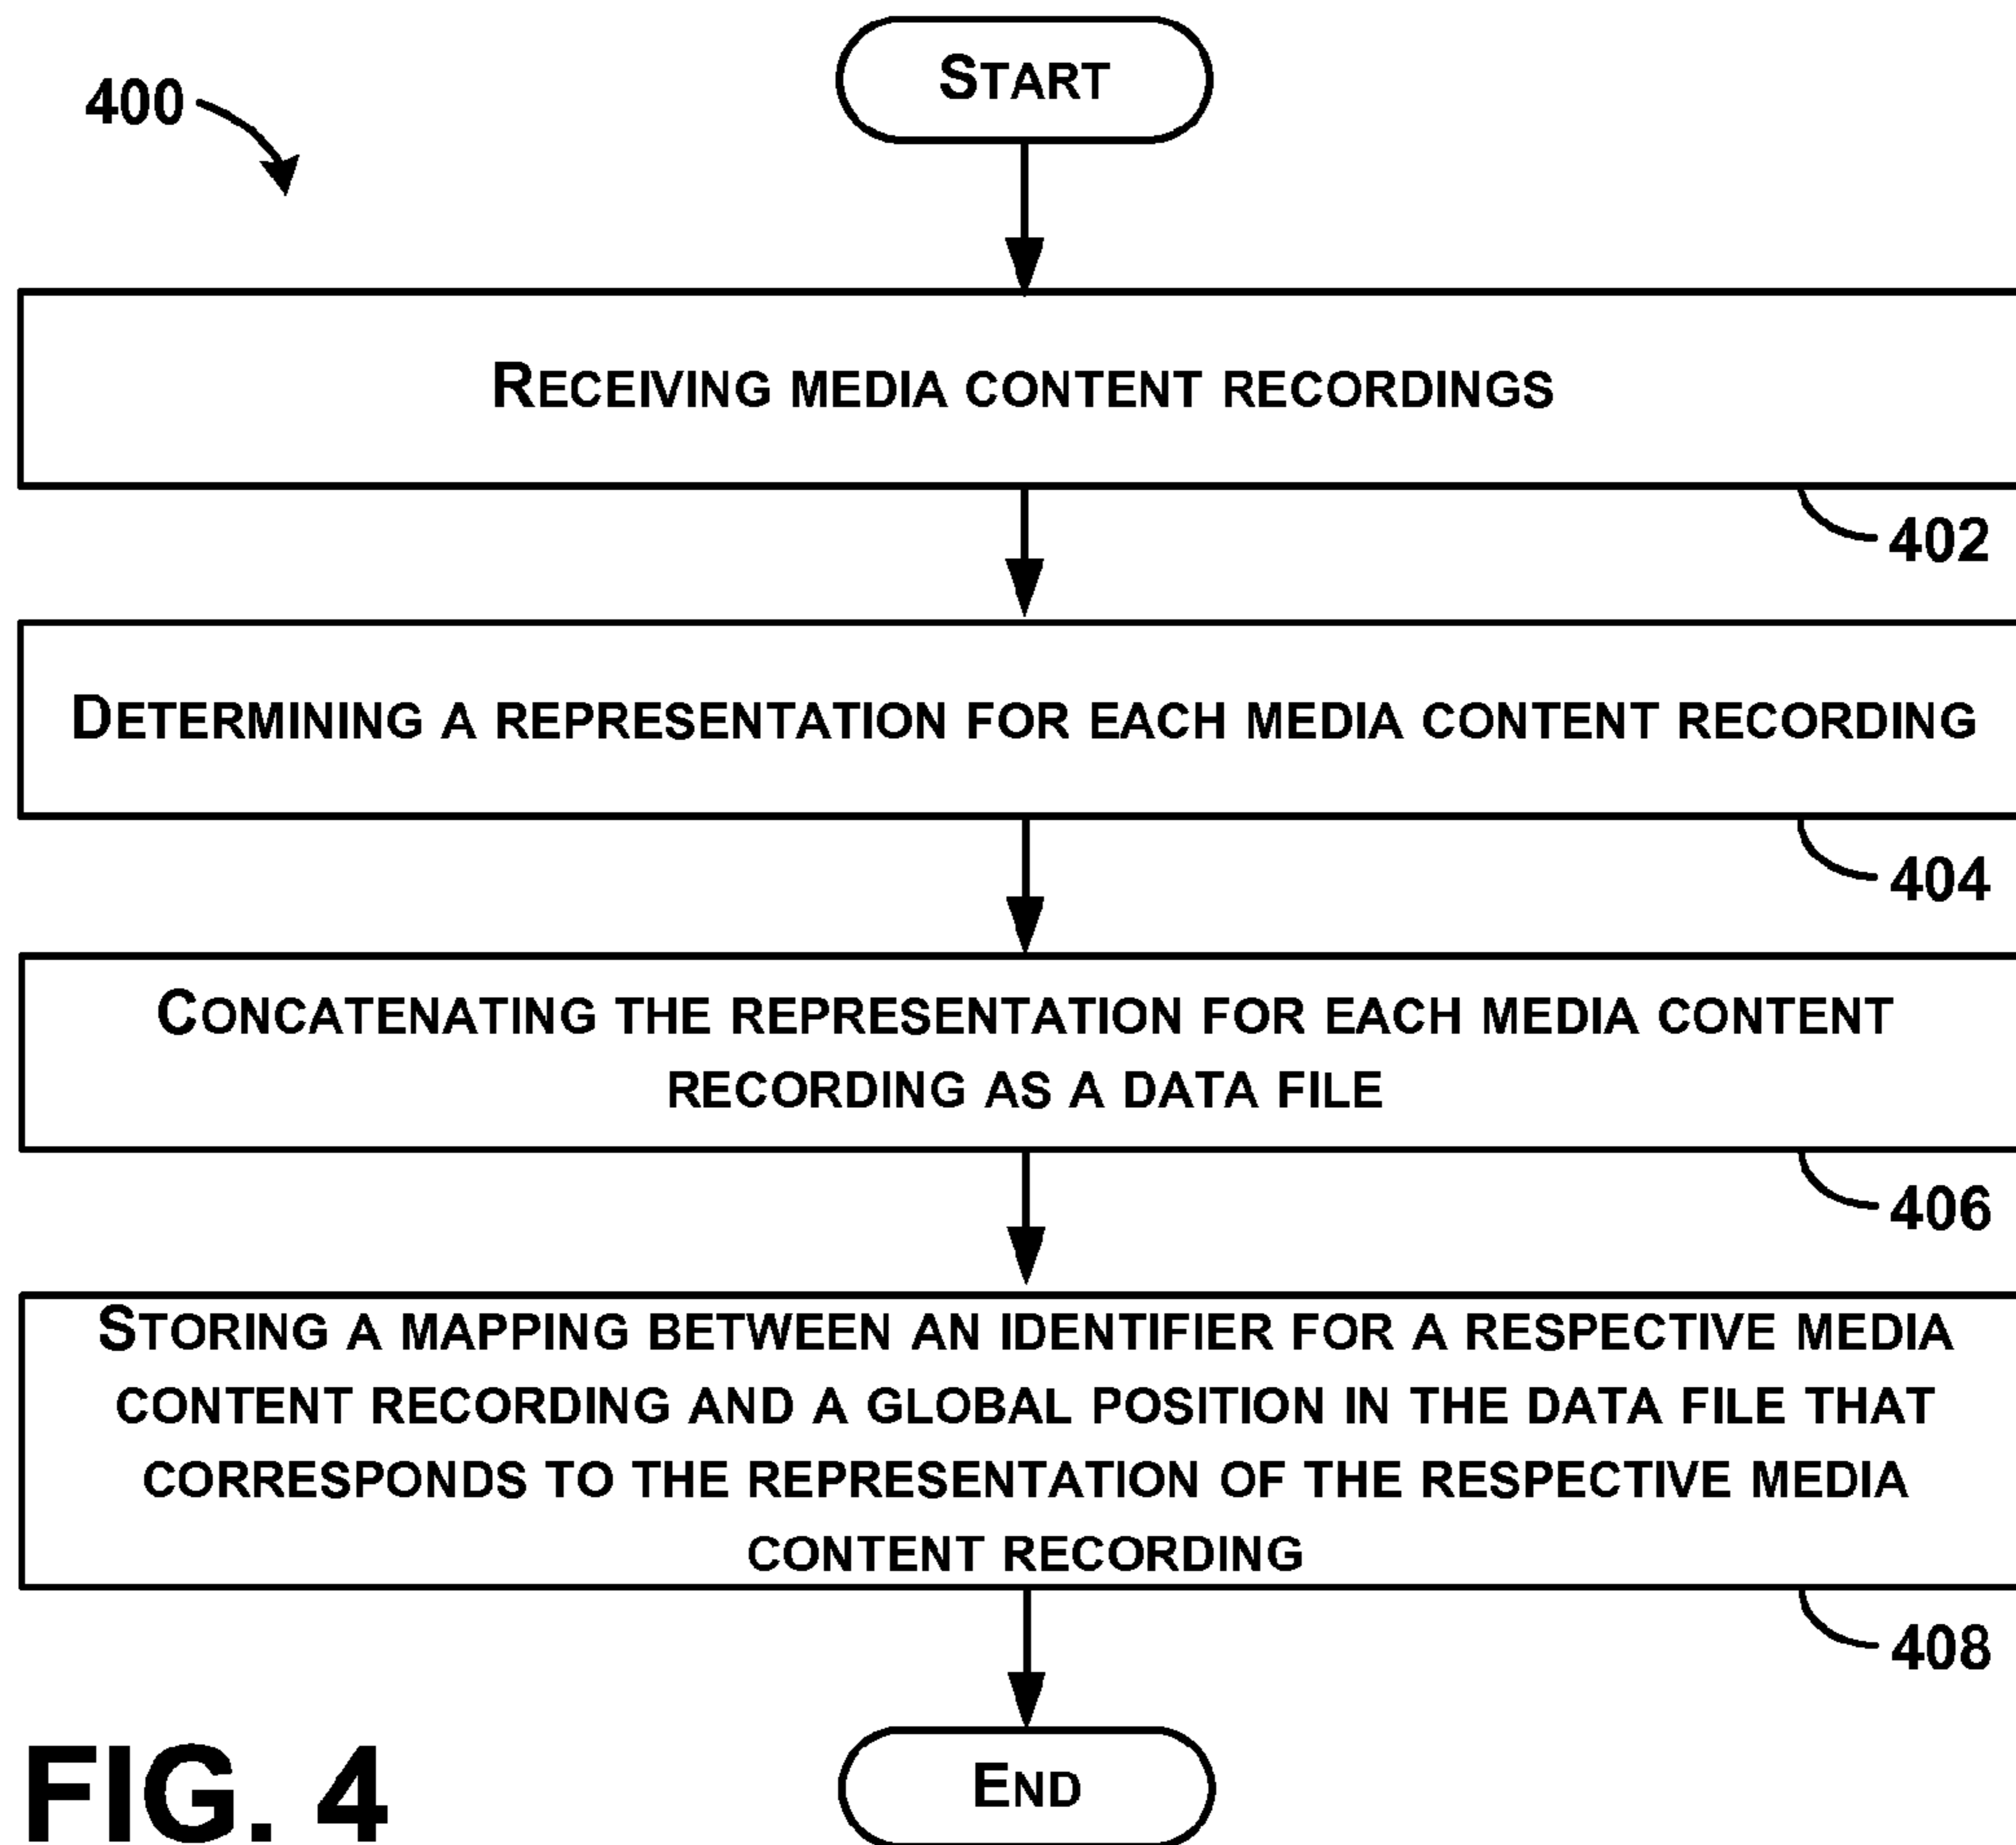 START
400
RECEIVING MEDIA CONTENT RECORDINGS
402
DETERMINING A REPRESENTATION FOR EACH MEDIA CONTENT RECORDING
404
CONCATENATING THE REPRESENTATION FOR EACH MEDIA CONTENT
RECORDING AS A DATA FILE
406
STORING A MAPPING BETWEEN AN IDENTIFIER FOR A RESPECTIVE MEDIA
CONTENT RECORDING AND A GLOBAL POSITION IN THE DATA FILE THAT
CORRESPONDS TO THE REPRESENTATION OF THE RESPECTIVE MEDIA
CONTENT RECORDING
408
END
FIG. 4